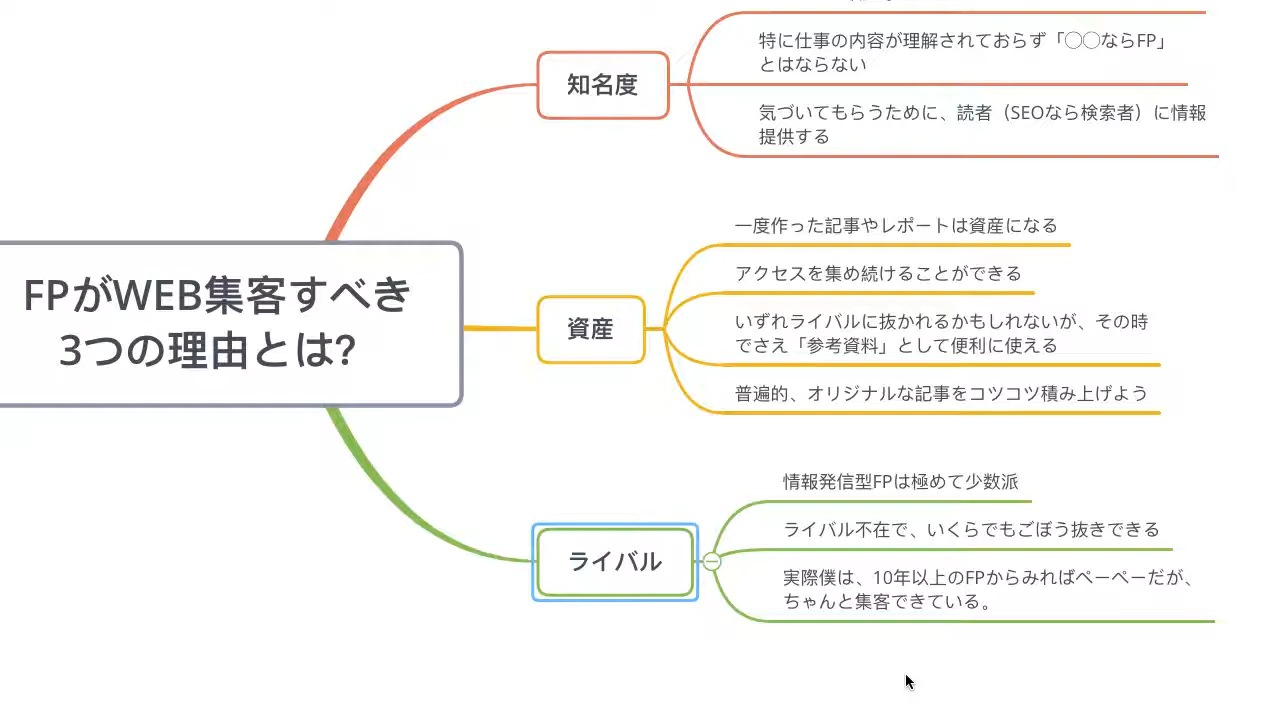 特に仕事の内容が理解されておらず「◯◯ならFP」
とはならない
知名度
気づいてもらうために、読者（SEOなら検索者）に情報
提供する
一度作った記事やレポートは資産になる
アクセスを集め続けることができる
FPがWEB集客すべき
3つの理由とは?
資産
いずれライバルに抜かれるかもしれないが、その時
でさえ「参考資料」として便利に使える
普遍的、オリジナルな記事をコツコツ積み上げよう
情報発信型FPは極めて少数派
ライバル不在で、いくらでもごぼう抜きできる
ライバル
実際僕は、10年以上のFPからみればペーペーだが、
ちゃんと集客できている。